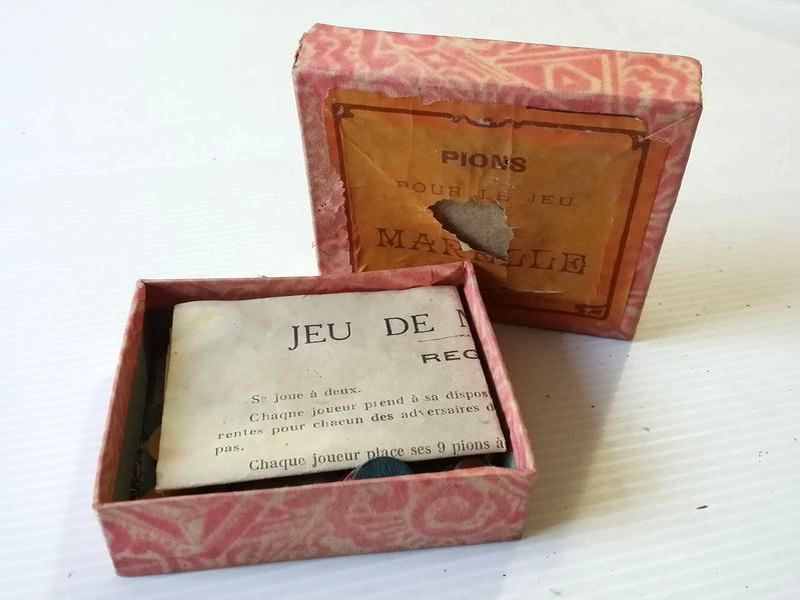 PIONS
POUR LE JEU
MARELLE
JEU DE
REG
Se joue à deux.
Chaque joueur prend à sa dispos
rentes pour chacun des adversaires d
pas.
Chaque joueur place ses 9 pions à